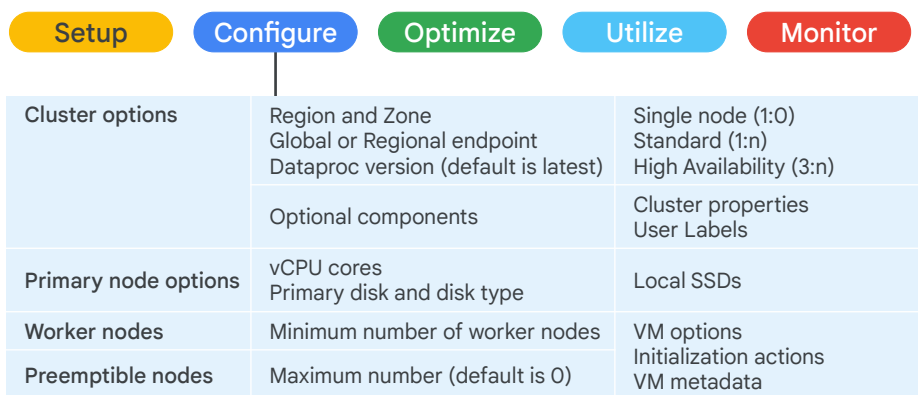 Setup
Configure
Optimize
Utilize
Monitor
Cluster options
Region and Zone
Global or Regional endpoint
Dataproc version (default is latest)
Single node (1:0)
Standard (1:n)
High Availability (3:n)
Optional components
Cluster properties
User Labels
Primary node options
vCPU cores
Primary disk and disk type
Local SSDs
Worker nodes
Minimum number of worker nodes
VM options
Initialization actions
VM metadata
Preemptible nodes
Maximum number (default is 0)